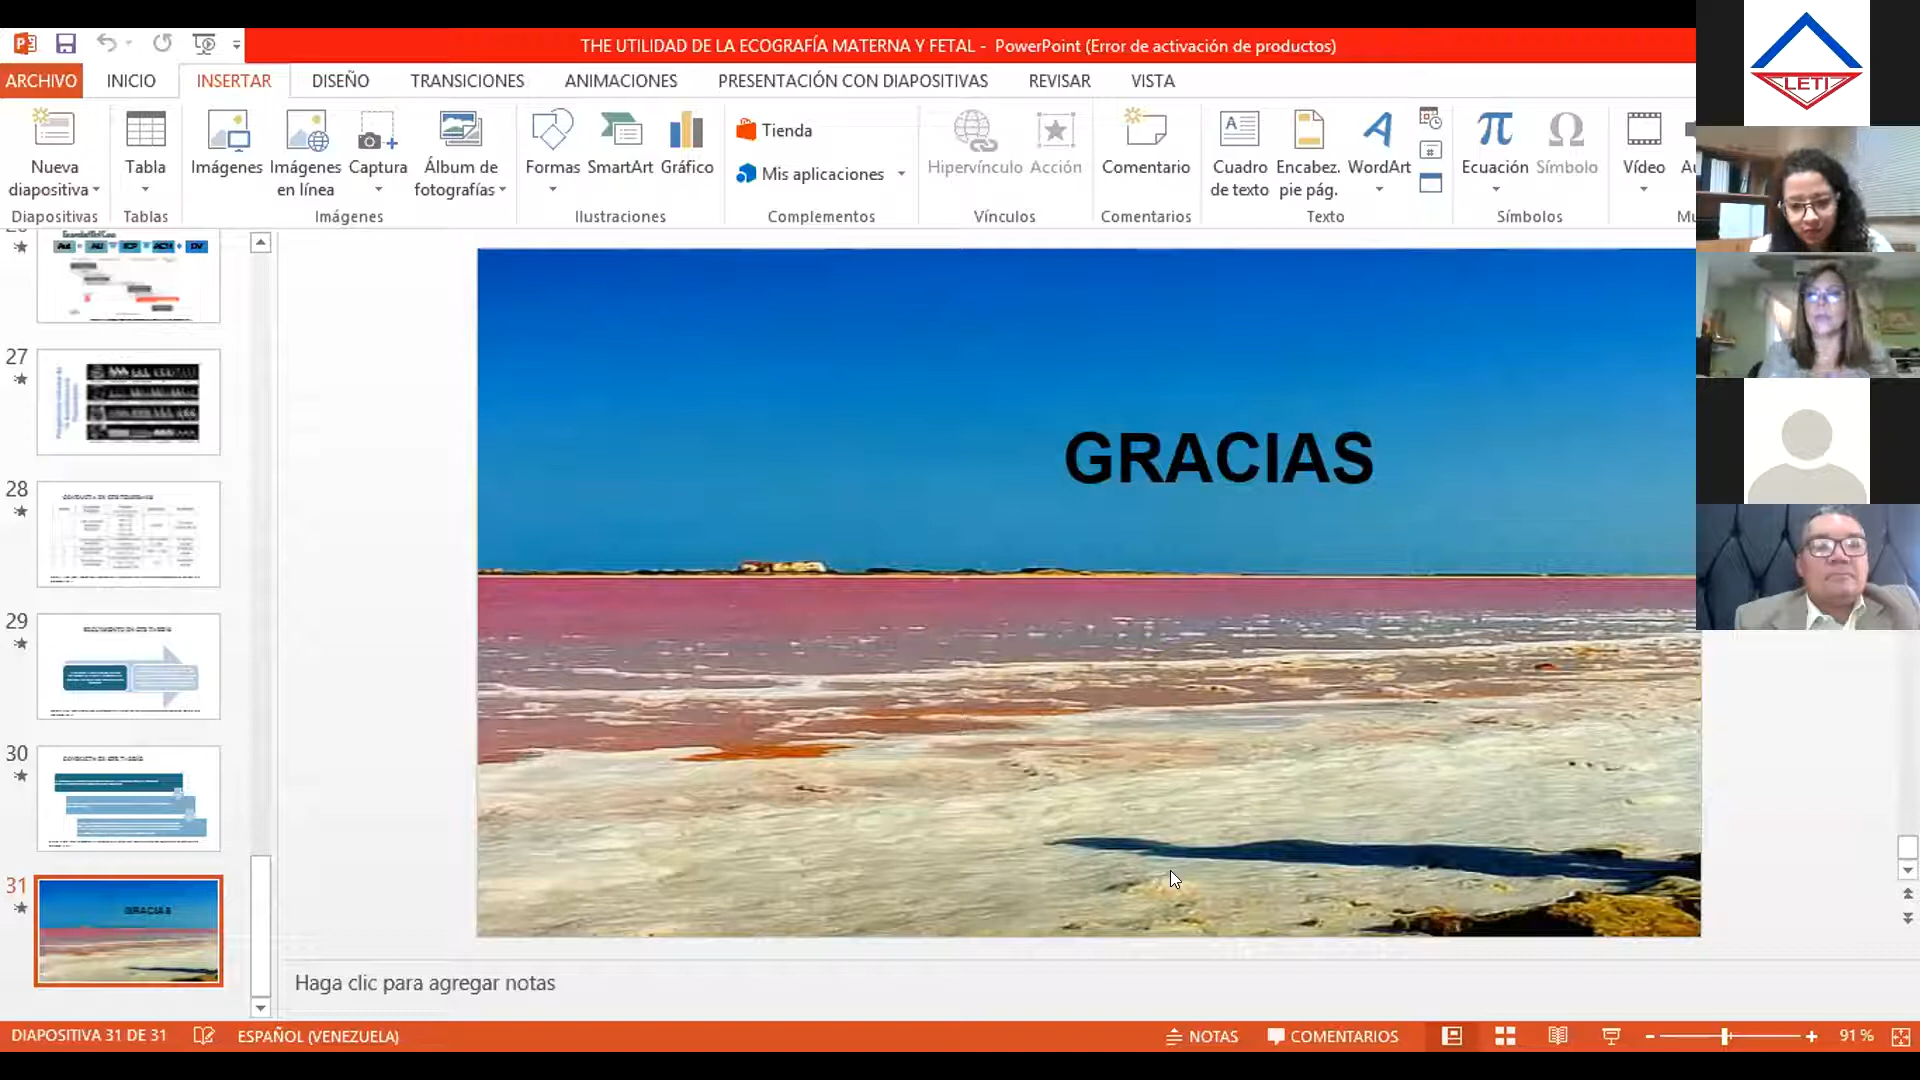 THE UTILIDAD DE LA ECOGRAFÍA MATERNA Y FETAL - PowerPoint (Error de activación de productos)
ARCHIVO INICIO INSERTAR DISEÑO TRANSICIONES ANIMACIONES PRESENTACIÓN CON DIAPOSITIVAS REVISAR VISTA
Nueva diapositiva
Tabla
Imágenes
Imágenes en línea
Captura
Álbum de fotografías
Formas
SmartArt
Gráfico
Tienda
Mis aplicaciones
Hipervínculo
Acción
Comentario
Cuadro de texto
Encabez. pie pág.
WordArt
Ecuación
Símbolo
Vídeo
Diapositivas Tablas Imágenes Ilustraciones Complementos Vínculos Comentarios Texto Símbolos
LETI
27
28
29
30
31
GRACIAS
GRACIAS
Haga clic para agregar notas
DIAPOSITIVA 31 DE 31 ESPAÑOL (VENEZUELA) NOTAS COMENTARIOS 91 %